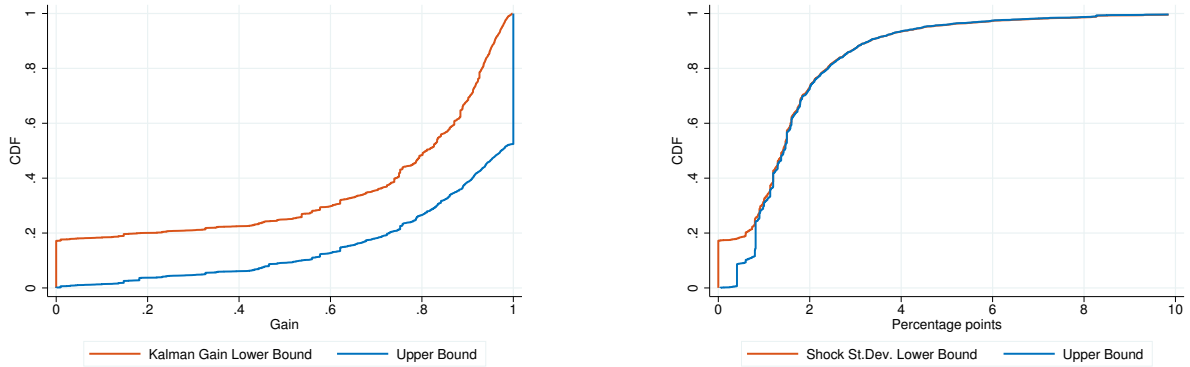 CDF
1
.8
.6
.4
.2
0
0 .2 .4 .6 .8 1
Gain
Kalman Gain Lower Bound Upper Bound
CDF
1
.8
.6
.4
.2
0
0 2 4 6 8 10
Percentage points
Shock St.Dev. Lower Bound Upper Bound